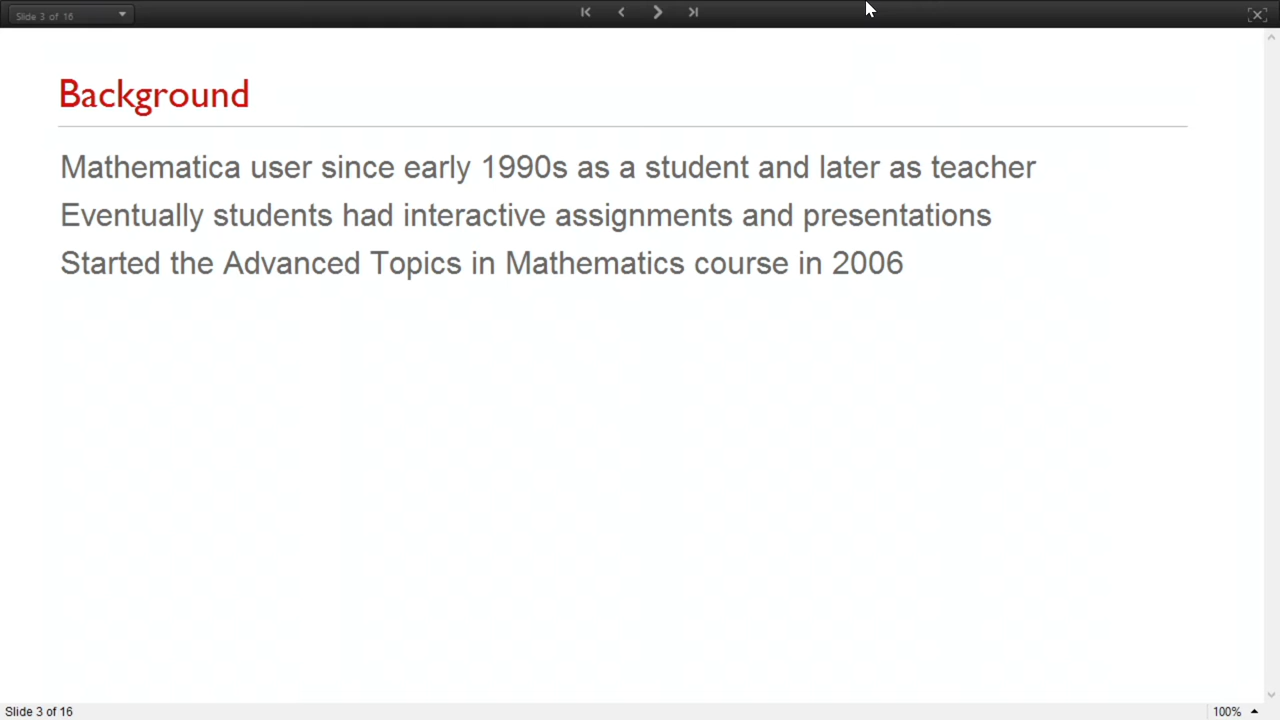 Slide 3 of 16
Background
Mathematica user since early 1990s as a student and later as teacher
Eventually students had interactive assignments and presentations
Started the Advanced Topics in Mathematics course in 2006
Slide 3 of 16
100%